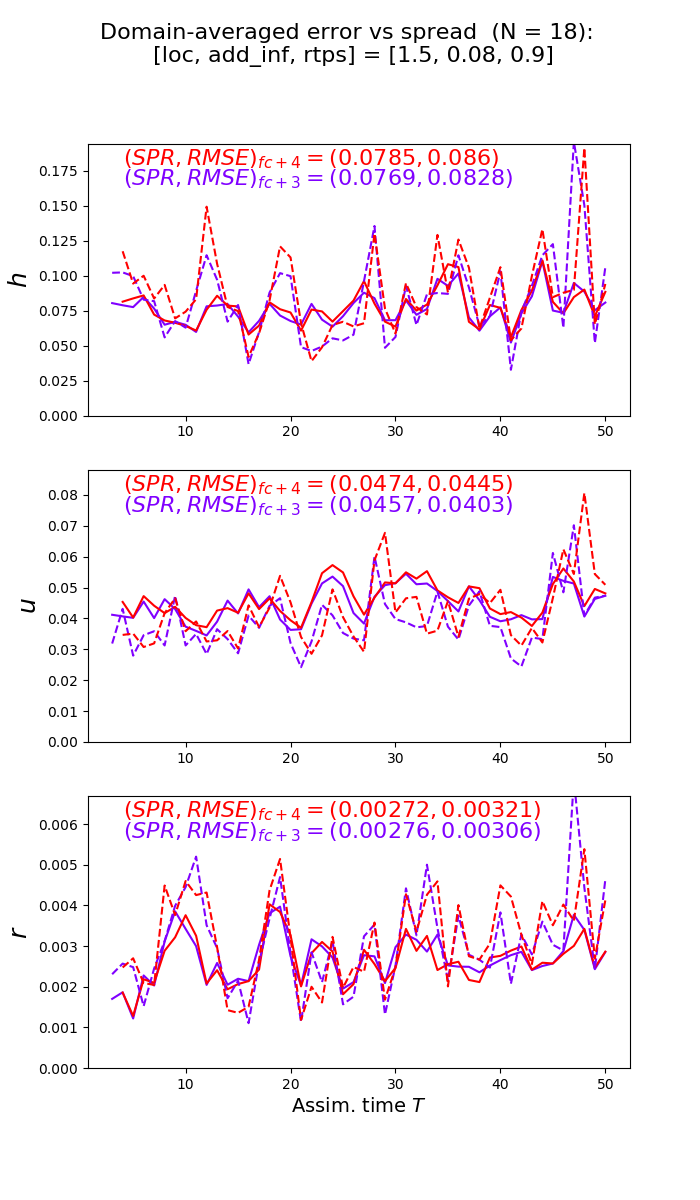 Domain-averaged error vs spread  (N = 18):
[loc, add_inf, rtps] = [1.5, 0.08, 0.9]
(SPR, RMSE)fc+4 = (0.0785, 0.086)
(SPR, RMSE)fc+3 = (0.0769, 0.0828)
0.175
0.150
0.125
0.100
0.075
0.050
0.025
0.000
h
10 20 30 40 50
(SPR, RMSE)fc+4 = (0.0474, 0.0445)
(SPR, RMSE)fc+3 = (0.0457, 0.0403)
0.08
0.07
0.06
0.05
0.04
0.03
0.02
0.01
0.00
u
10 20 30 40 50
(SPR, RMSE)fc+4 = (0.00272, 0.00321)
(SPR, RMSE)fc+3 = (0.00276, 0.00306)
0.006
0.005
0.004
0.003
0.002
0.001
0.000
r
10 20 30 40 50
Assim. time T